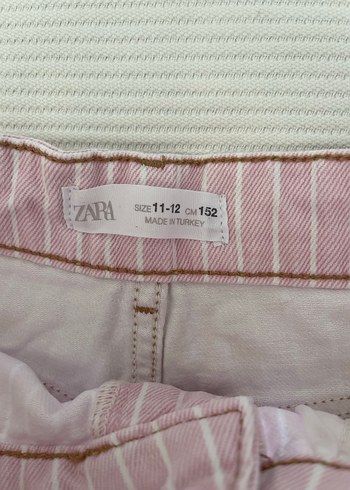 ZARA
SIZE 11-12 CM 152
MADE IN TURKEY